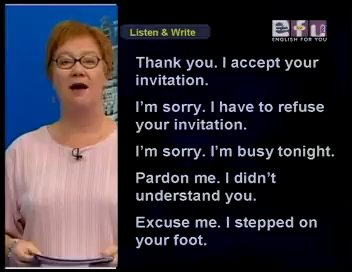 Listen & Write
efu
ENGLISH FOR YOU
Thank you. I accept your
invitation.
I'm sorry. I have to refuse
your invitation.
I'm sorry. I'm busy tonight.
Pardon me. I didn't
understand you.
Excuse me. I stepped on
your foot.